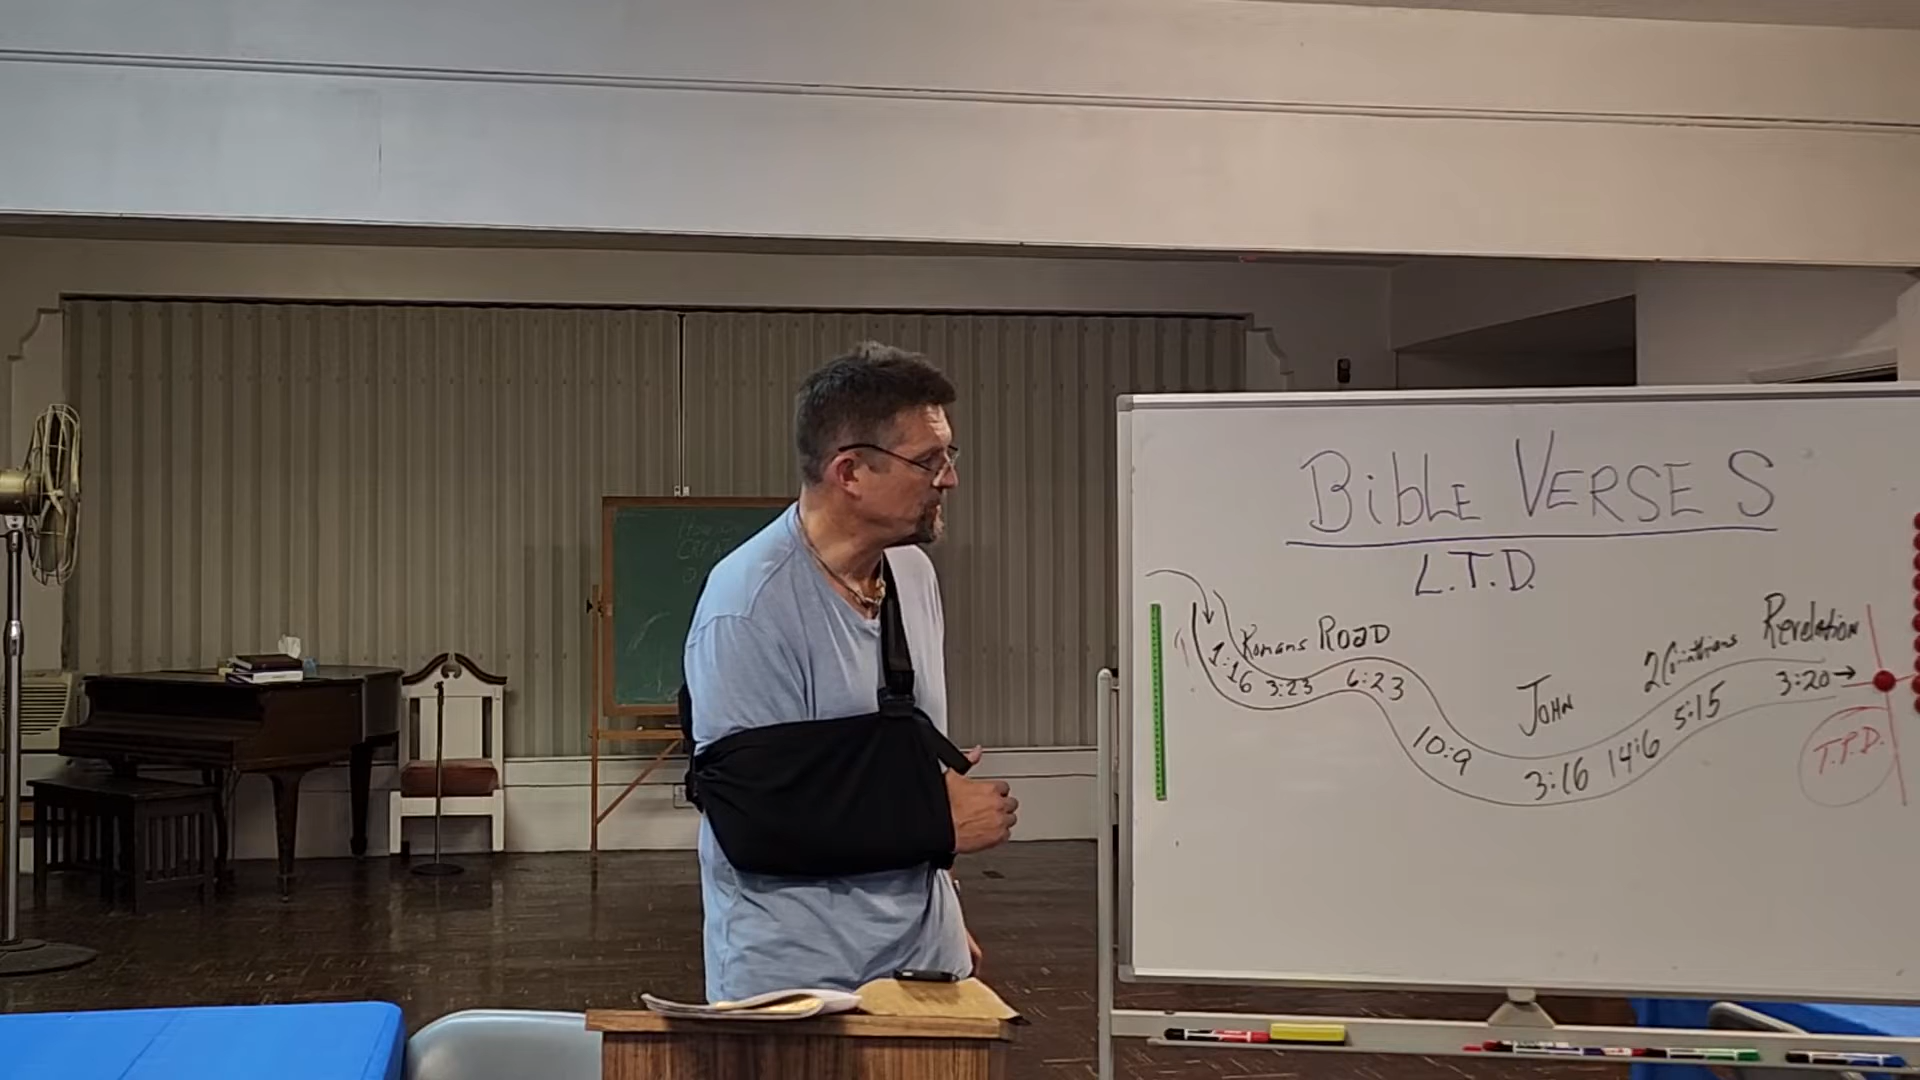 BibLE VERSES
L.T.D.
Romans ROAD
1:16 3:23 6:23
10:9
JOHN
3:16 14:6
2 Corinthians
5:15
Revelation
3:20
T.P.D.